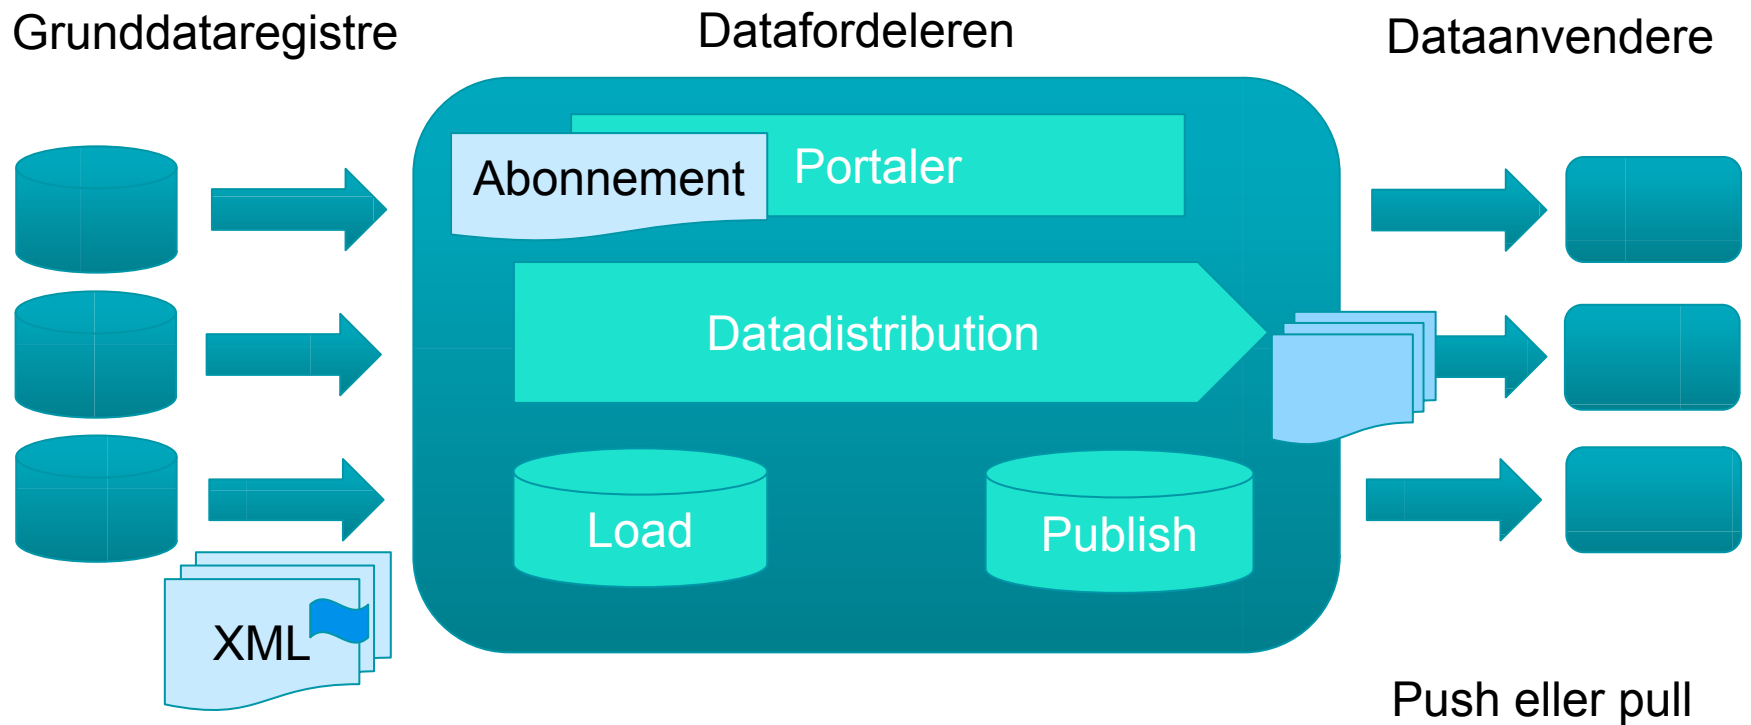 Grunddataregistre
Datafordeleren
Dataanvendere
Abonnement
Portaler
Datadistribution
Load
Publish
XML
Push eller pull